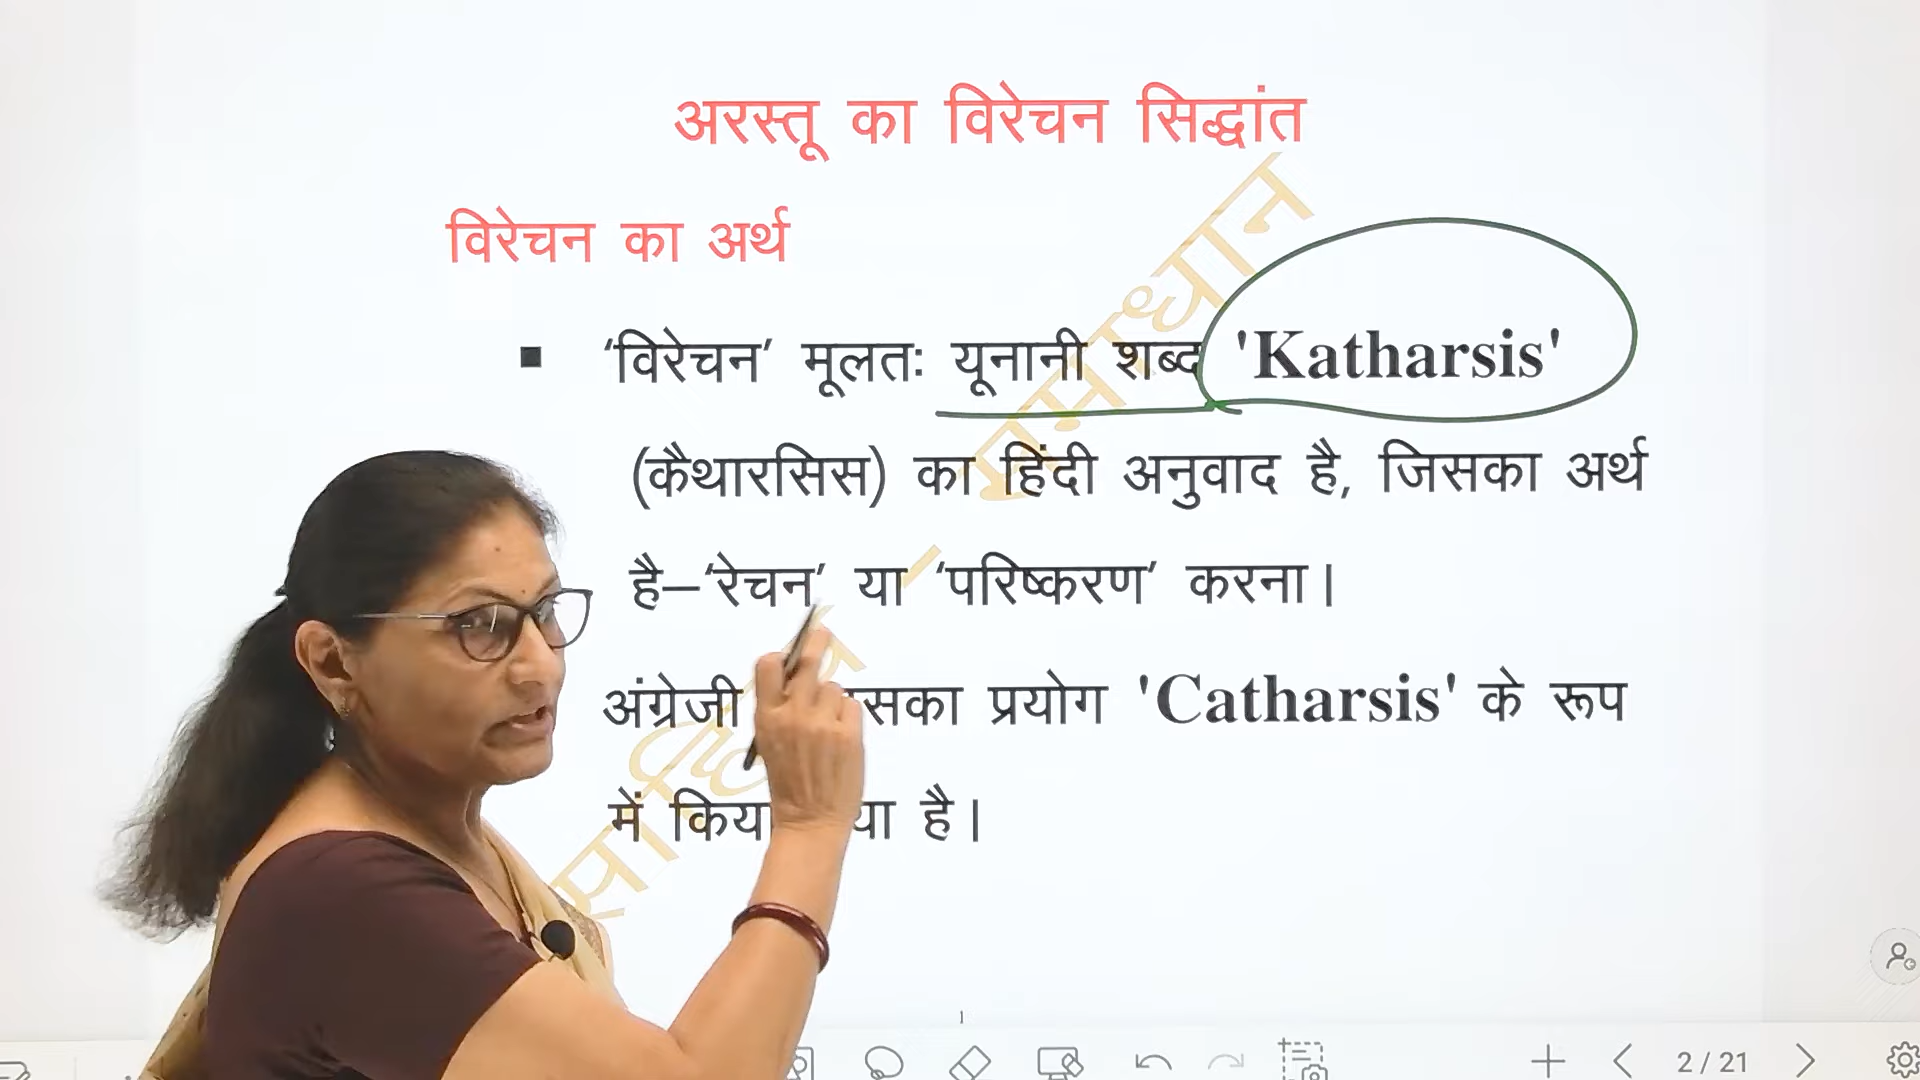 अरस्तू का विरेचन सिद्धांत
विरेचन का अर्थ
▪ ‘विरेचन’ मूलतः यूनानी शब्द 'Katharsis'
(कैथारसिस) का हिंदी अनुवाद है, जिसका अर्थ
है–‘रेचन’ या ‘परिष्करण’ करना।
अंग्रेजी प्रयोग 'Catharsis' के रूप
में है।
1
2 / 21